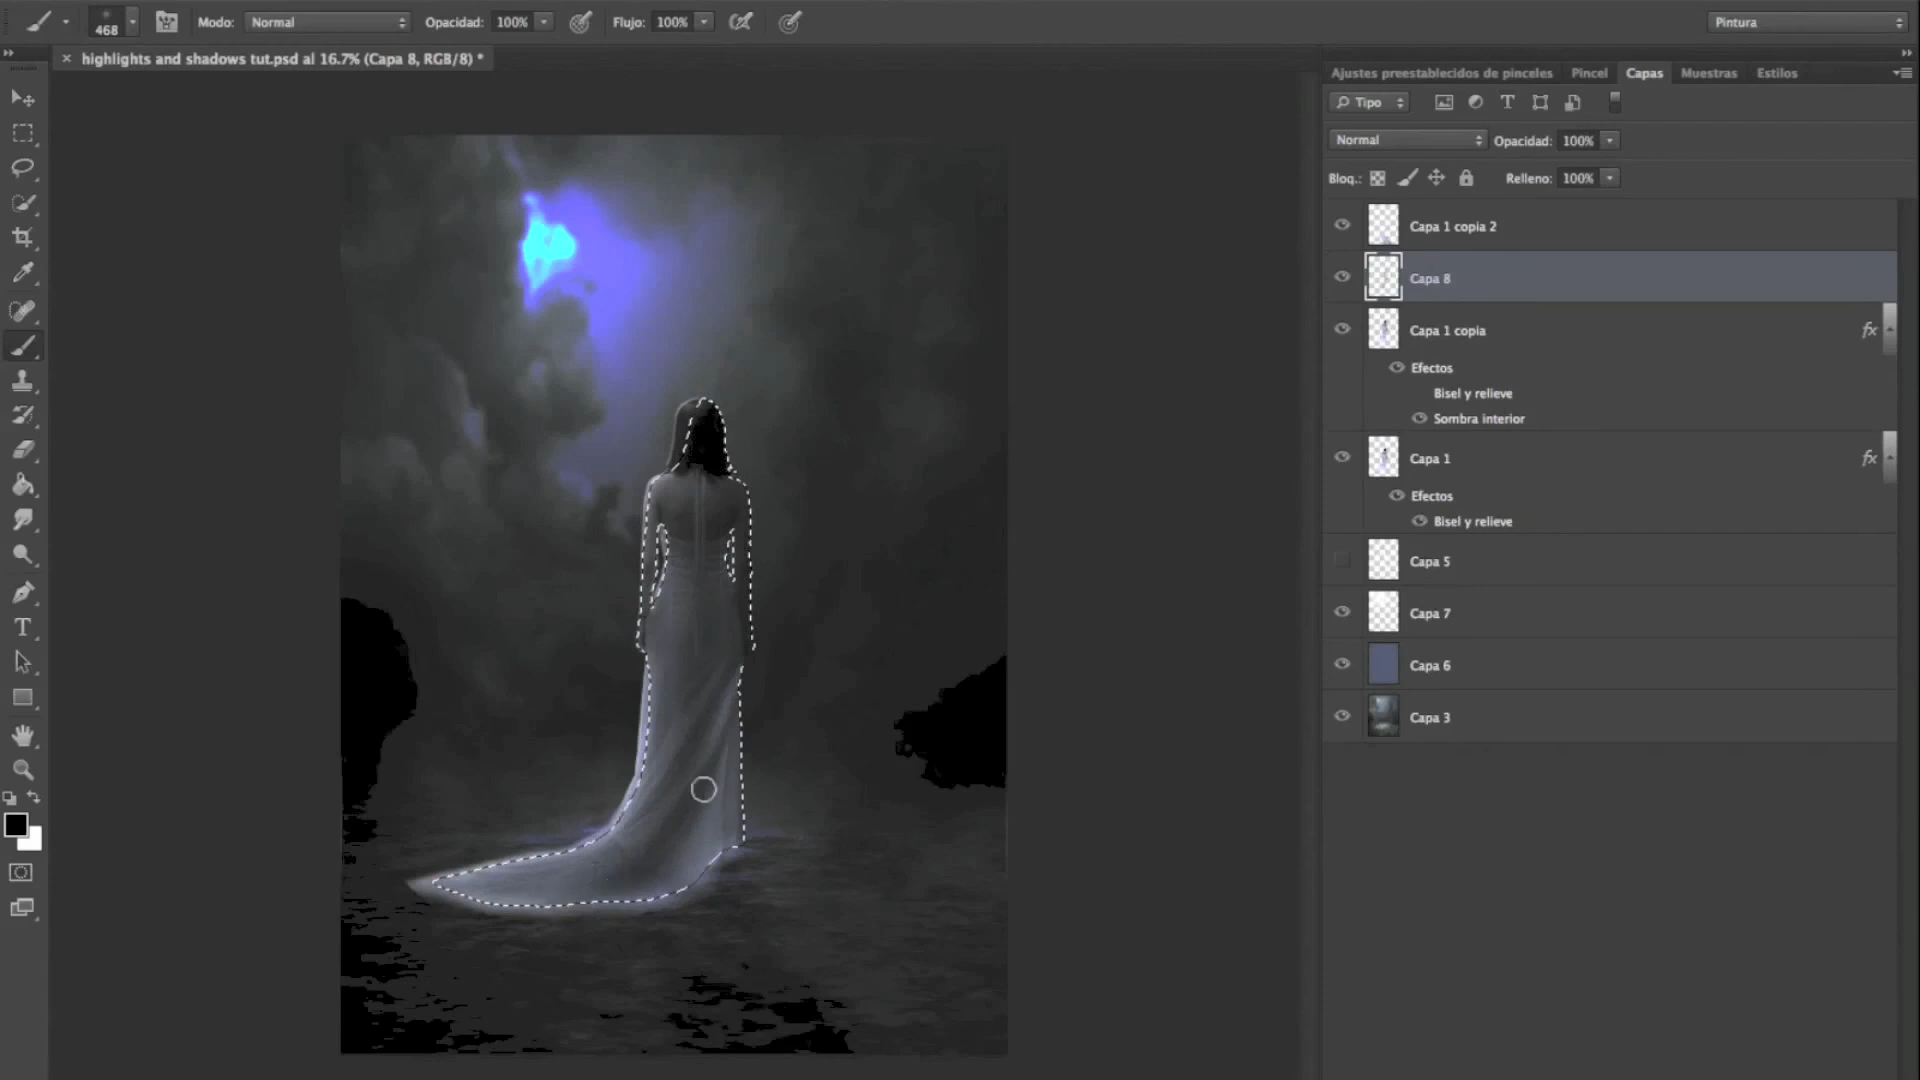 468
Modo: Normal Opacidad: 100% Flujo: 100% Pintura
× highlights and shadows tut.psd al 16.7% (Capa 8, RGB/8) *
Ajustes preestablecidos de pinceles Pincel Capas Muestras Estilos
Tipo
Normal Opacidad: 100%
Bloq.: Relleno: 100%
Capa 1 copia 2
Capa 8
Capa 1 copia fx
Efectos
Bisel y relieve
Sombra interior
Capa 1 fx
Efectos
Bisel y relieve
Capa 5
Capa 7
Capa 6
Capa 3